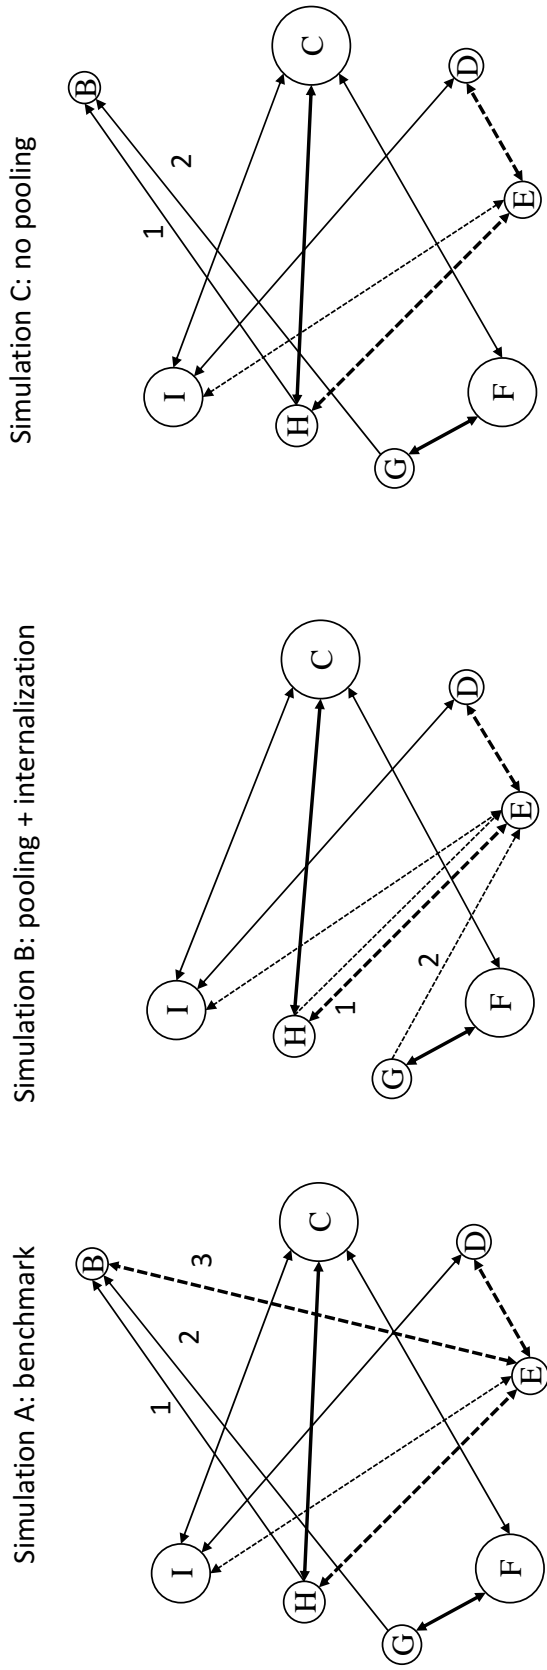 Simulation A: benchmark
B
1
2
3
I
C
H
D
G
E
F
Simulation B: pooling + internalization
I
C
H
1
2
D
G
E
F
Simulation C: no pooling
B
1
2
I
C
H
D
G
E
F